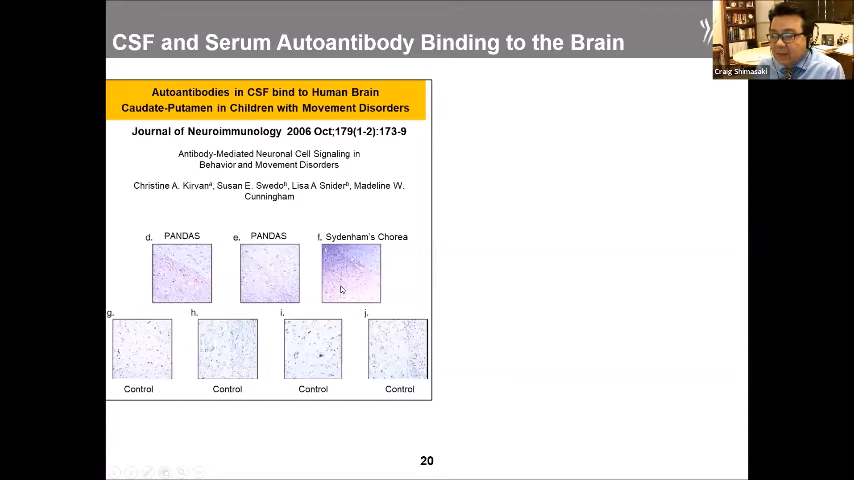 CSF and Serum Autoantibody Binding to the Brain
Craig Shimasaki
Autoantibodies in CSF bind to Human Brain
Caudate-Putamen in Children with Movement Disorders
Journal of Neuroimmunology 2006 Oct;179(1-2):173-9
Antibody-Mediated Neuronal Cell Signaling in
Behavior and Movement Disorders
Christine A. Kirvanᵃ, Susan E. Swedoᵇ, Lisa A Sniderᵇ, Madeline W.
Cunningham
d. PANDAS
e. PANDAS
f. Sydenham's Chorea
g.
h.
i.
j.
Control
Control
Control
Control
20